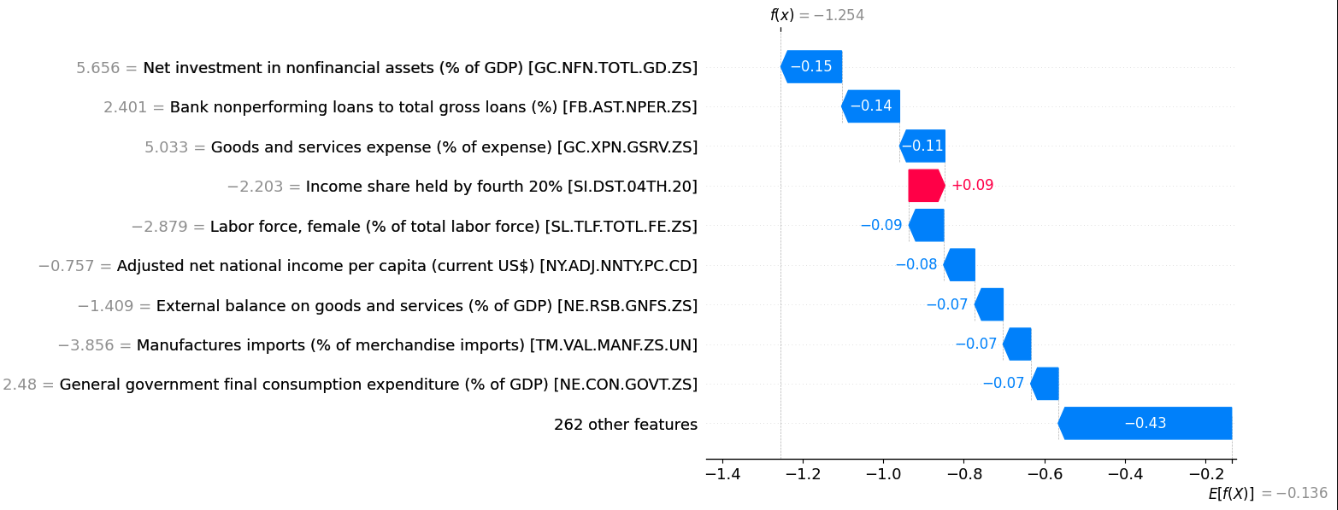 f(x) = −1.254
5.656 = Net investment in nonfinancial assets (% of GDP) [GC.NFN.TOTL.GD.ZS] −0.15
2.401 = Bank nonperforming loans to total gross loans (%) [FB.AST.NPER.ZS] −0.14
5.033 = Goods and services expense (% of expense) [GC.XPN.GSRV.ZS] −0.11
−2.203 = Income share held by fourth 20% [SI.DST.04TH.20] +0.09
−2.879 = Labor force, female (% of total labor force) [SL.TLF.TOTL.FE.ZS] −0.09
−0.757 = Adjusted net national income per capita (current US$) [NY.ADJ.NNTY.PC.CD] −0.08
−1.409 = External balance on goods and services (% of GDP) [NE.RSB.GNFS.ZS] −0.07
−3.856 = Manufactures imports (% of merchandise imports) [TM.VAL.MANF.ZS.UN] −0.07
2.48 = General government final consumption expenditure (% of GDP) [NE.CON.GOVT.ZS] −0.07
262 other features −0.43
−1.4 −1.2 −1.0 −0.8 −0.6 −0.4 −0.2
E[f(X)] = −0.136